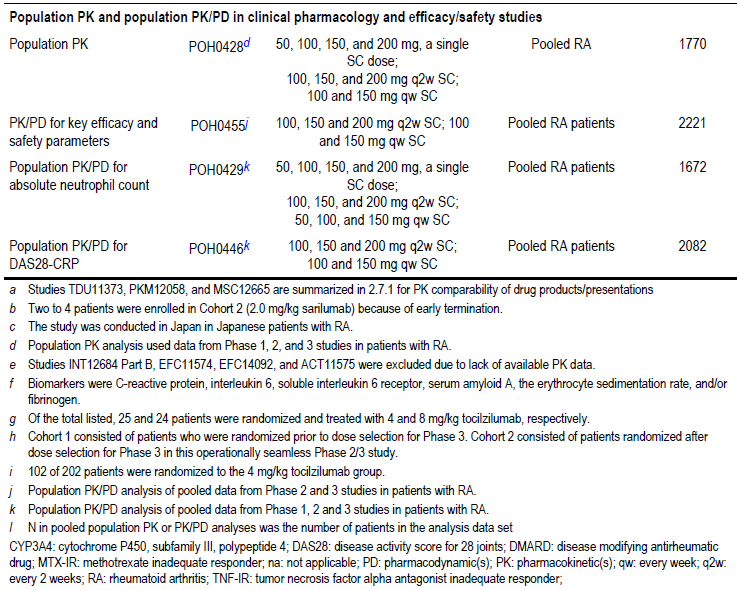 Population PK and population PK/PD in clinical pharmacology and efficacy/safety studies
Population PK POH0428d 50, 100, 150, and 200 mg, a single Pooled RA 1770
SC dose;
100, 150, and 200 mg q2w SC;
100 and 150 mg qw SC
PK/PD for key efficacy and POH0455j 100, 150 and 200 mg q2w SC; 100 Pooled RA patients 2221
safety parameters and 150 mg qw SC
Population PK/PD for POH0429k 50, 100, 150, and 200 mg, a single Pooled RA patients 1672
absolute neutrophil count SC dose;
100, 150, and 200 mg q2w SC;
50, 100, and 150 mg qw SC
Population PK/PD for POH0446k 100, 150 and 200 mg q2w SC; Pooled RA patients 2082
DAS28-CRP 100 and 150 mg qw SC
a Studies TDU11373, PKM12058, and MSC12665 are summarized in 2.7.1 for PK comparability of drug products/presentations
b Two to 4 patients were enrolled in Cohort 2 (2.0 mg/kg sarilumab) because of early termination.
c The study was conducted in Japan in Japanese patients with RA.
d Population PK analysis used data from Phase 1, 2, and 3 studies in patients with RA.
e Studies INT12684 Part B, EFC11574, EFC14092, and ACT11575 were excluded due to lack of available PK data.
f Biomarkers were C-reactive protein, interleukin 6, soluble interleukin 6 receptor, serum amyloid A, the erythrocyte sedimentation rate, and/or
fibrinogen.
g Of the total listed, 25 and 24 patients were randomized and treated with 4 and 8 mg/kg tocilizumab, respectively.
h Cohort 1 consisted of patients who were randomized prior to dose selection for Phase 3. Cohort 2 consisted of patients randomized after
dose selection for Phase 3 in this operationally seamless Phase 2/3 study.
i 102 of 202 patients were randomized to the 4 mg/kg tocilizumab group.
j Population PK/PD analysis of pooled data from Phase 2 and 3 studies in patients with RA.
k Population PK/PD analysis of pooled data from Phase 1, 2 and 3 studies in patients with RA.
l N in pooled population PK or PK/PD analyses was the number of patients in the analysis data set
CYP3A4: cytochrome P450, subfamily III, polypeptide 4; DAS28: disease activity score for 28 joints; DMARD: disease modifying antirheumatic
drug; MTX-IR: methotrexate inadequate responder; na: not applicable; PD: pharmacodynamic(s); PK: pharmacokinetic(s); qw: every week; q2w:
every 2 weeks; RA: rheumatoid arthritis; TNF-IR: tumor necrosis factor alpha antagonist inadequate responder;